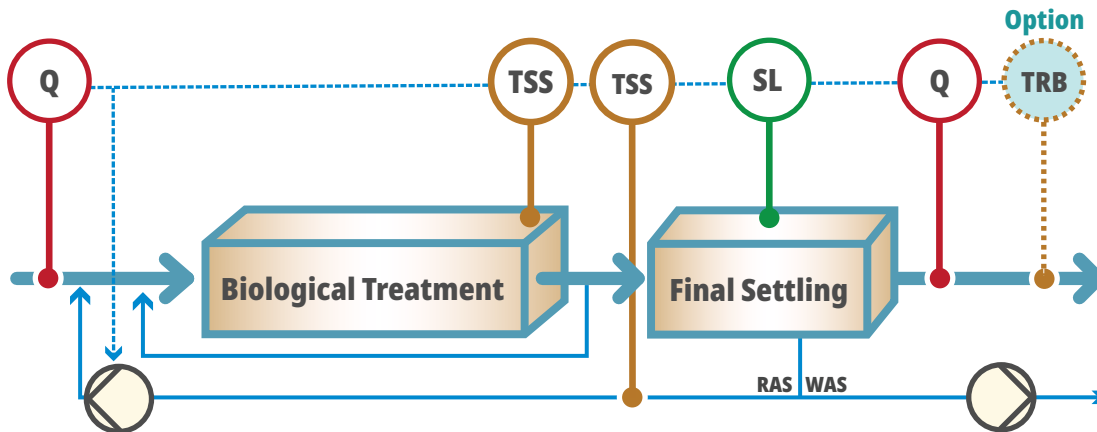 Option
Q
TSS
TSS
SL
Q
TRB
Biological Treatment
Final Settling
RAS
WAS